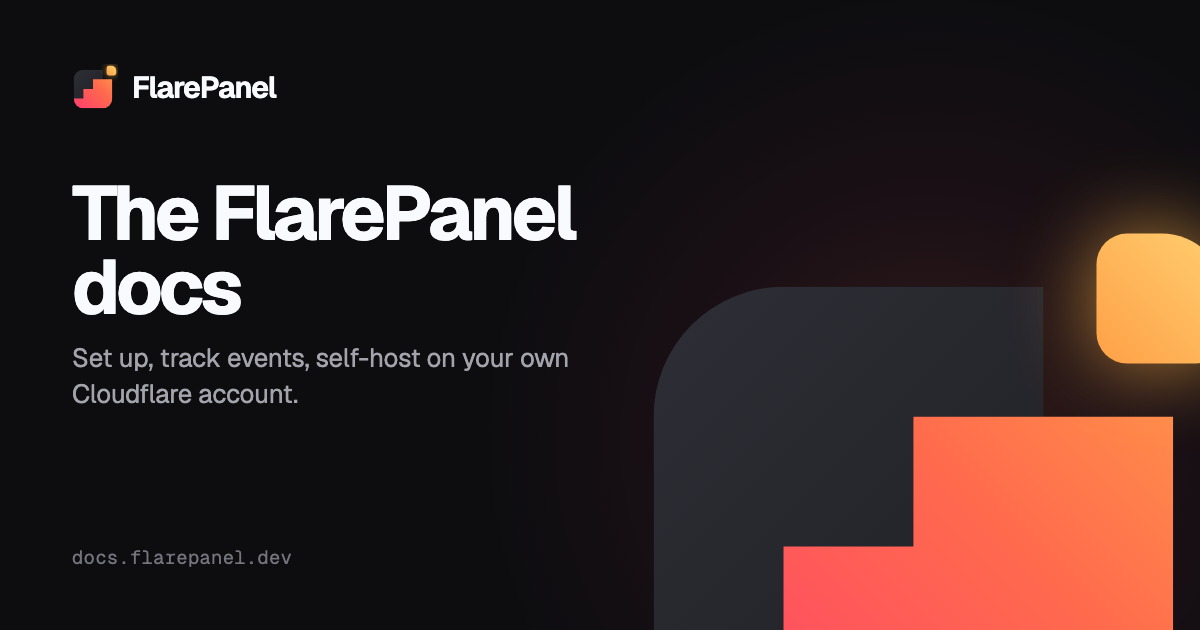 FlarePanel
The FlarePanel
docs
Set up, track events, self-host on your own
Cloudflare account.
docs.flarepanel.dev